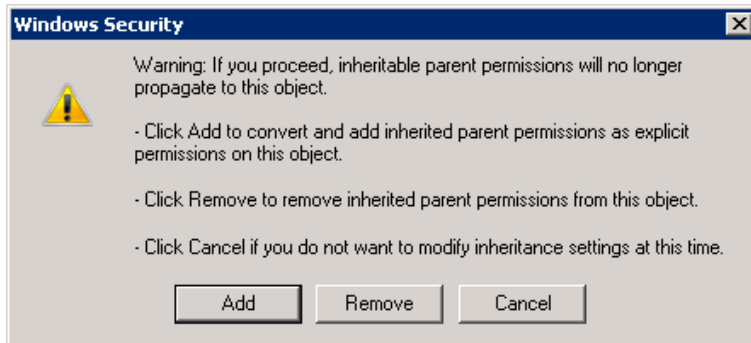 Windows Security
Warning: If you proceed, inheritable parent permissions will no longer
propagate to this object.
- Click Add to convert and add inherited parent permissions as explicit
permissions on this object.
- Click Remove to remove inherited parent permissions from this object.
- Click Cancel if you do not want to modify inheritance settings at this time.
Add Remove Cancel